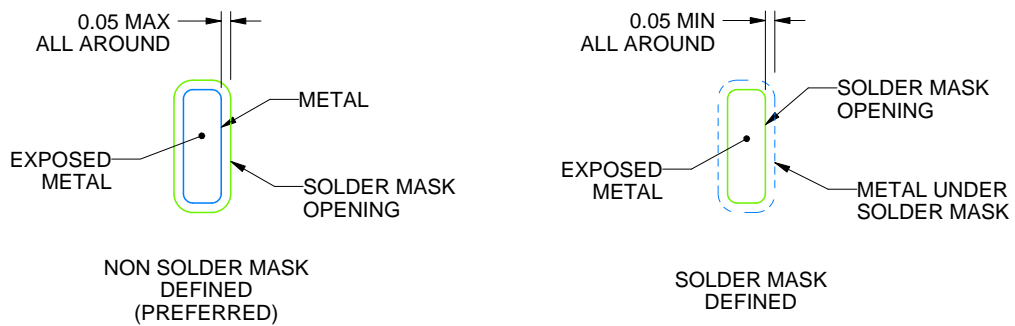 0.05 MAX
ALL AROUND
METAL
EXPOSED
METAL
SOLDER MASK
OPENING
NON SOLDER MASK
DEFINED
(PREFERRED)
0.05 MIN
ALL AROUND
SOLDER MASK
OPENING
EXPOSED
METAL
METAL UNDER
SOLDER MASK
SOLDER MASK
DEFINED